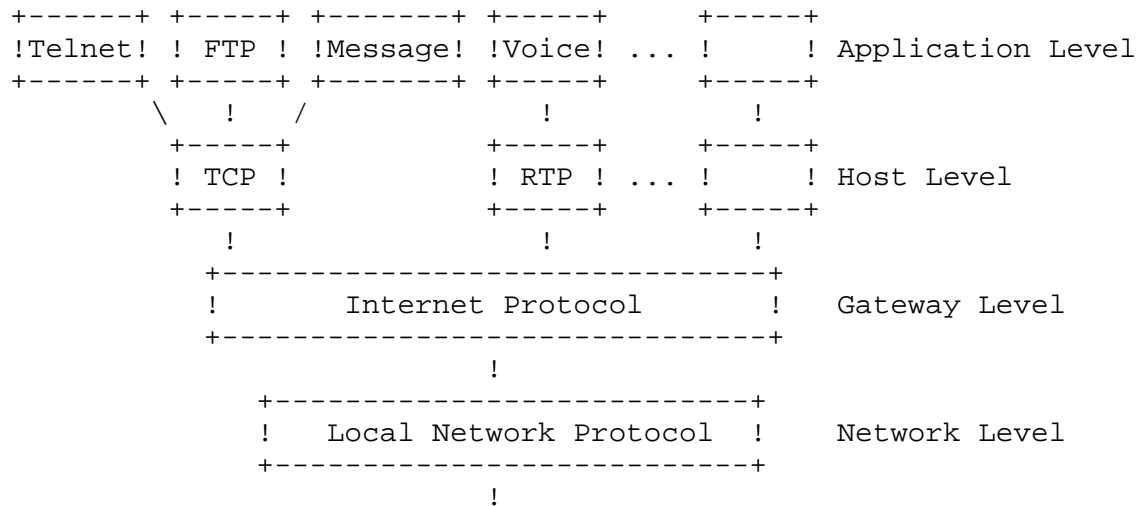 Telnet FTP Message Voice ... Application Level
TCP RTP ... Host Level
Internet Protocol Gateway Level
Local Network Protocol Network Level